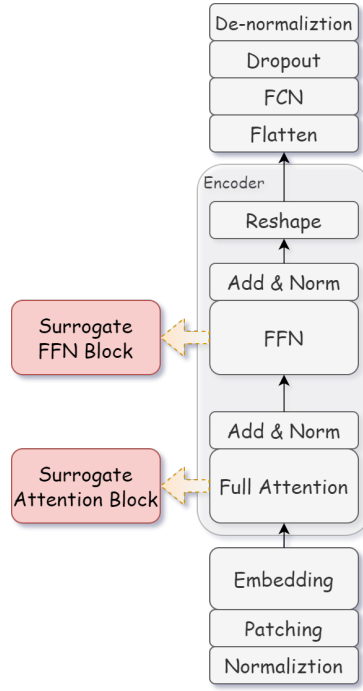 De-normaliztion
Dropout
FCN
Flatten
Encoder
Reshape
Add & Norm
Surrogate
FFN Block
FFN
Add & Norm
Surrogate
Attention Block
Full Attention
Embedding
Patching
Normaliztion